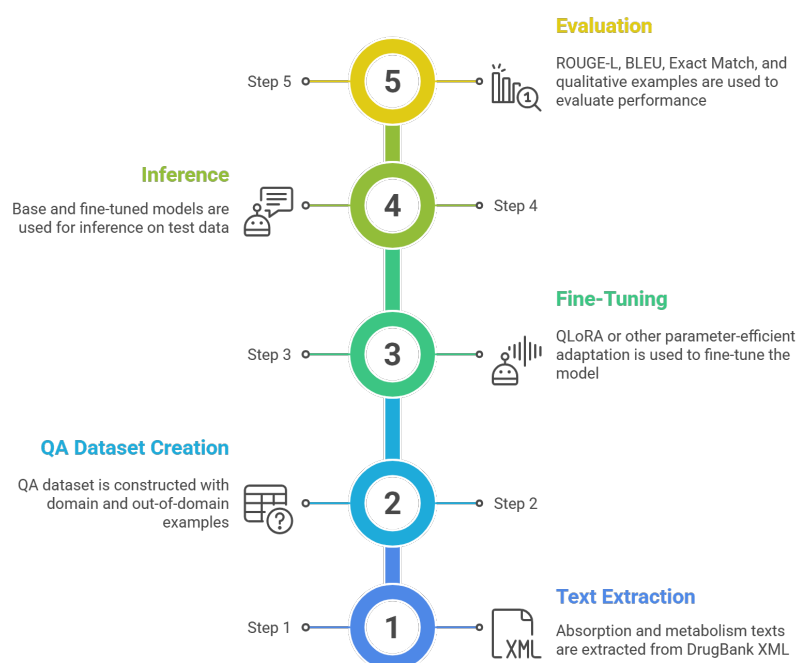 Evaluation
ROUGE-L, BLEU, Exact Match, and
qualitative examples are used to
evaluate performance
Step 5
5
1
Inference
Base and fine-tuned models are
used for inference on test data
4
Step 4
Fine-Tuning
QLoRA or other parameter-efficient
adaptation is used to fine-tune the
model
Step 3
3
QA Dataset Creation
QA dataset is constructed with
domain and out-of-domain
examples
?
2
Step 2
Text Extraction
Absorption and metabolism texts
are extracted from DrugBank XML
Step 1
1
XML